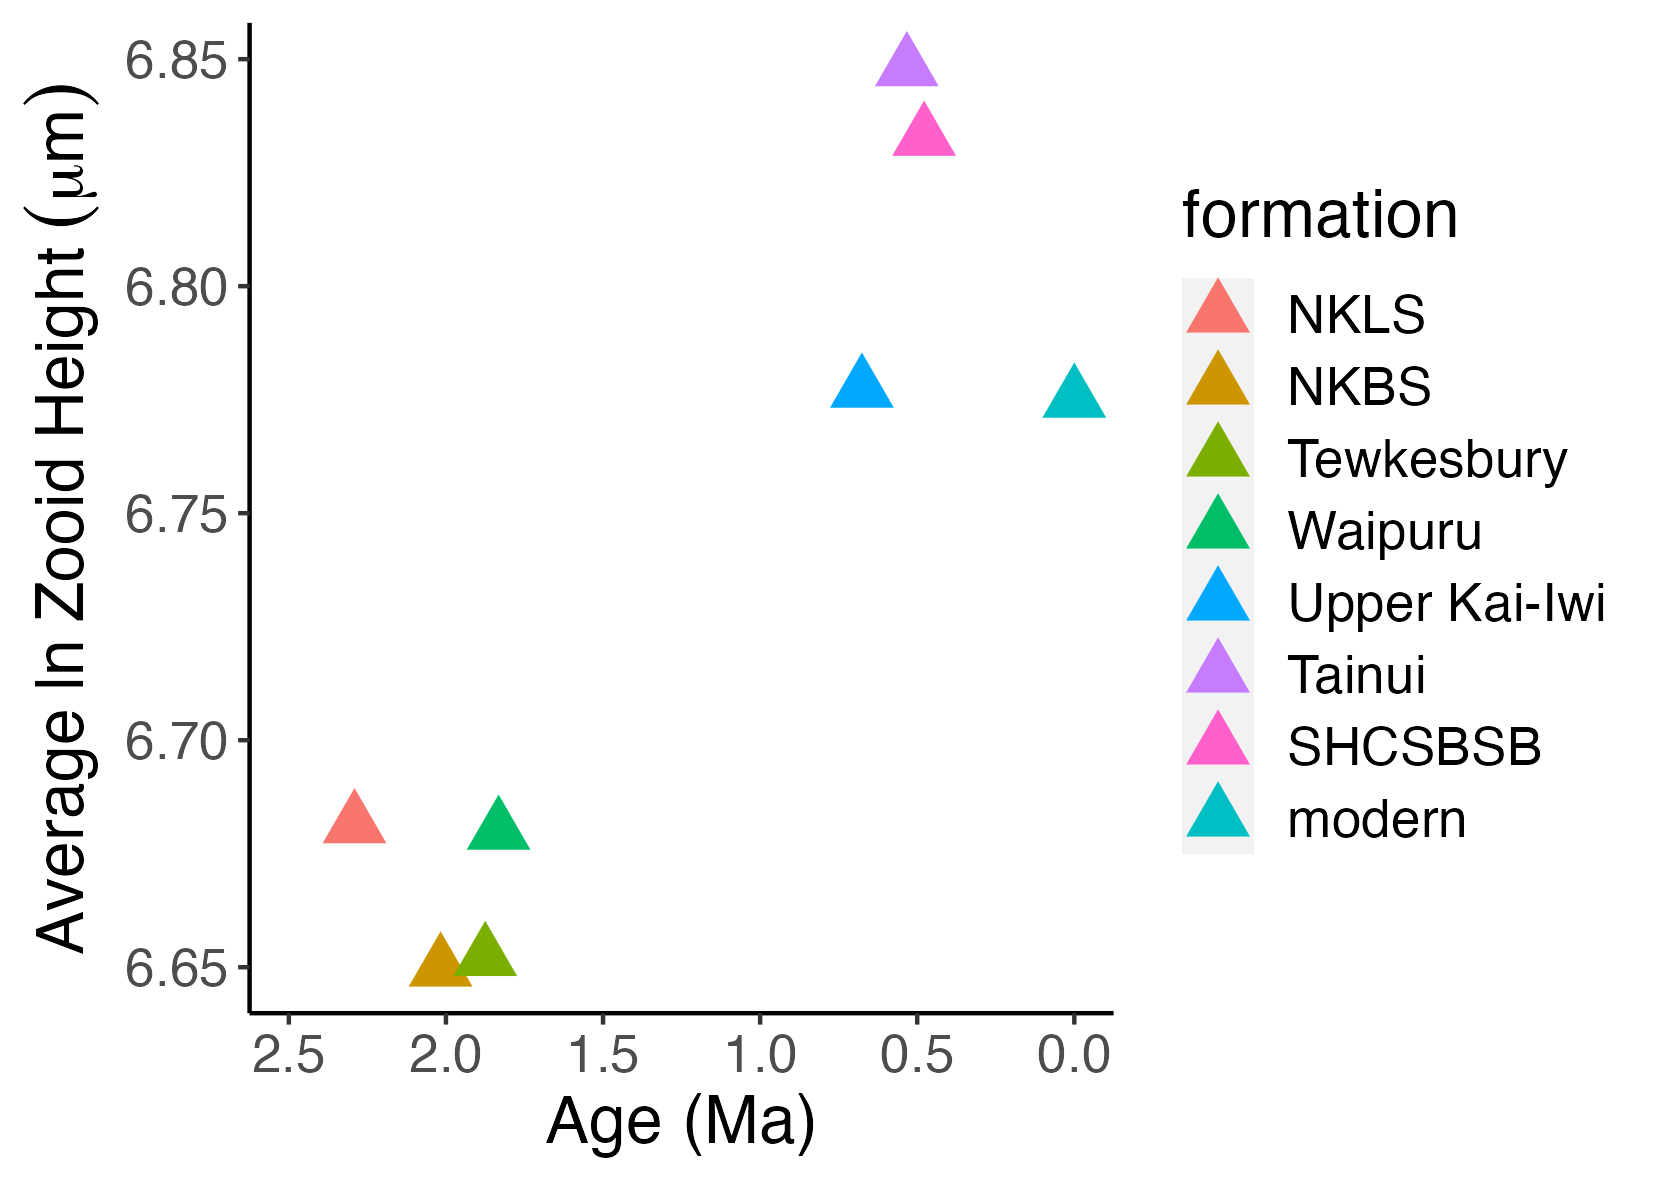 Average ln Zooid Height (μm)
6.85
6.80
6.75
6.70
6.65
2.5 2.0 1.5 1.0 0.5 0.0
Age (Ma)
formation
NKLS
NKBS
Tewkesbury
Waipuru
Upper Kai-Iwi
Tainui
SHCSBSB
modern